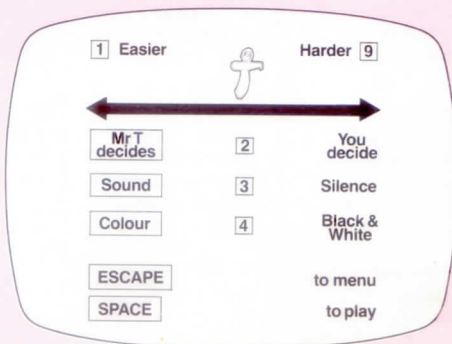 1 Easier Harder 9
Mr T You
decides 2 decide
Sound 3 Silence
Colour 4 Black &
White
ESCAPE to menu
SPACE to play